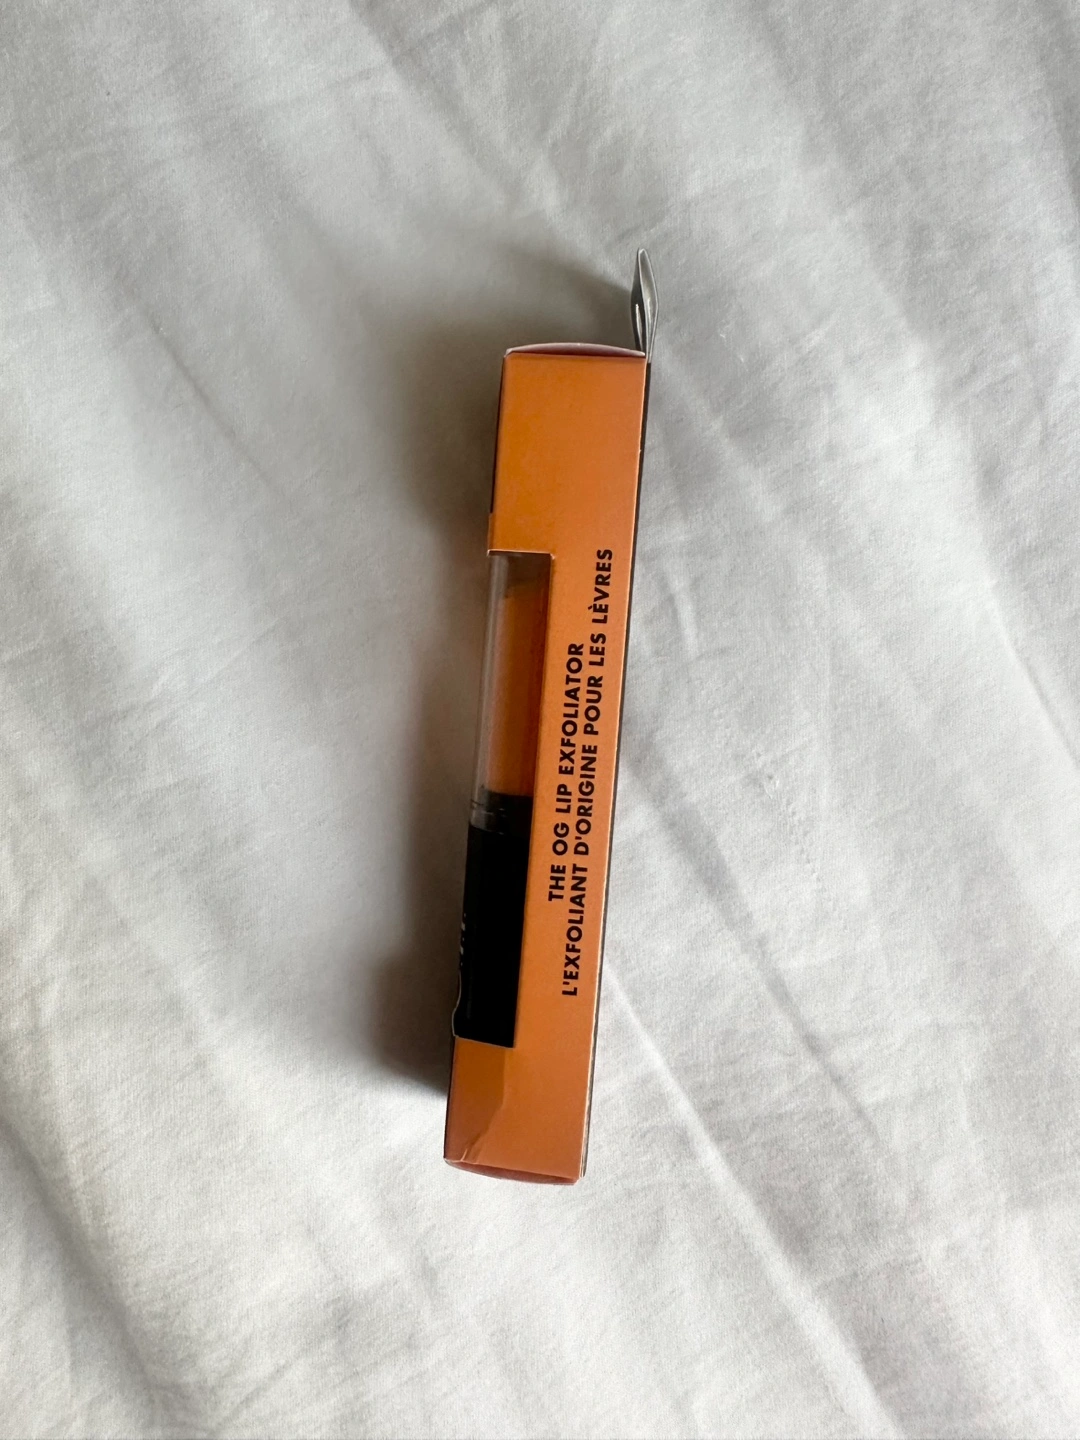 THE OG LIP EXFOLIATOR
L'EXFOLIANT D'ORIGINE POUR LES LÈVRES